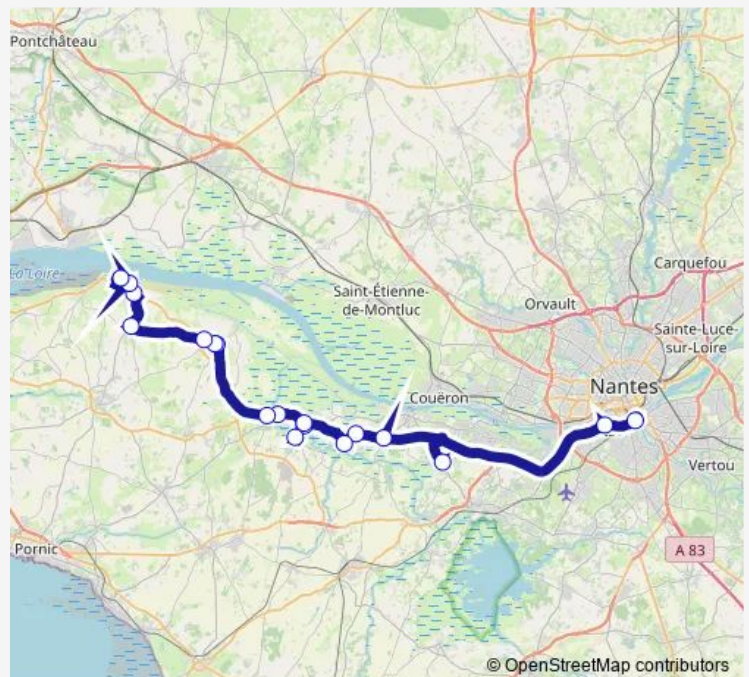 Pontchâteau
Carquefou
La Loire
Saint-Étienne-
de-Montluc
Orvault
Sainte-Luce-
sur-Loire
Nantes
Couëron
Vertou
Pornic
A 83
© OpenStreetMap contributors